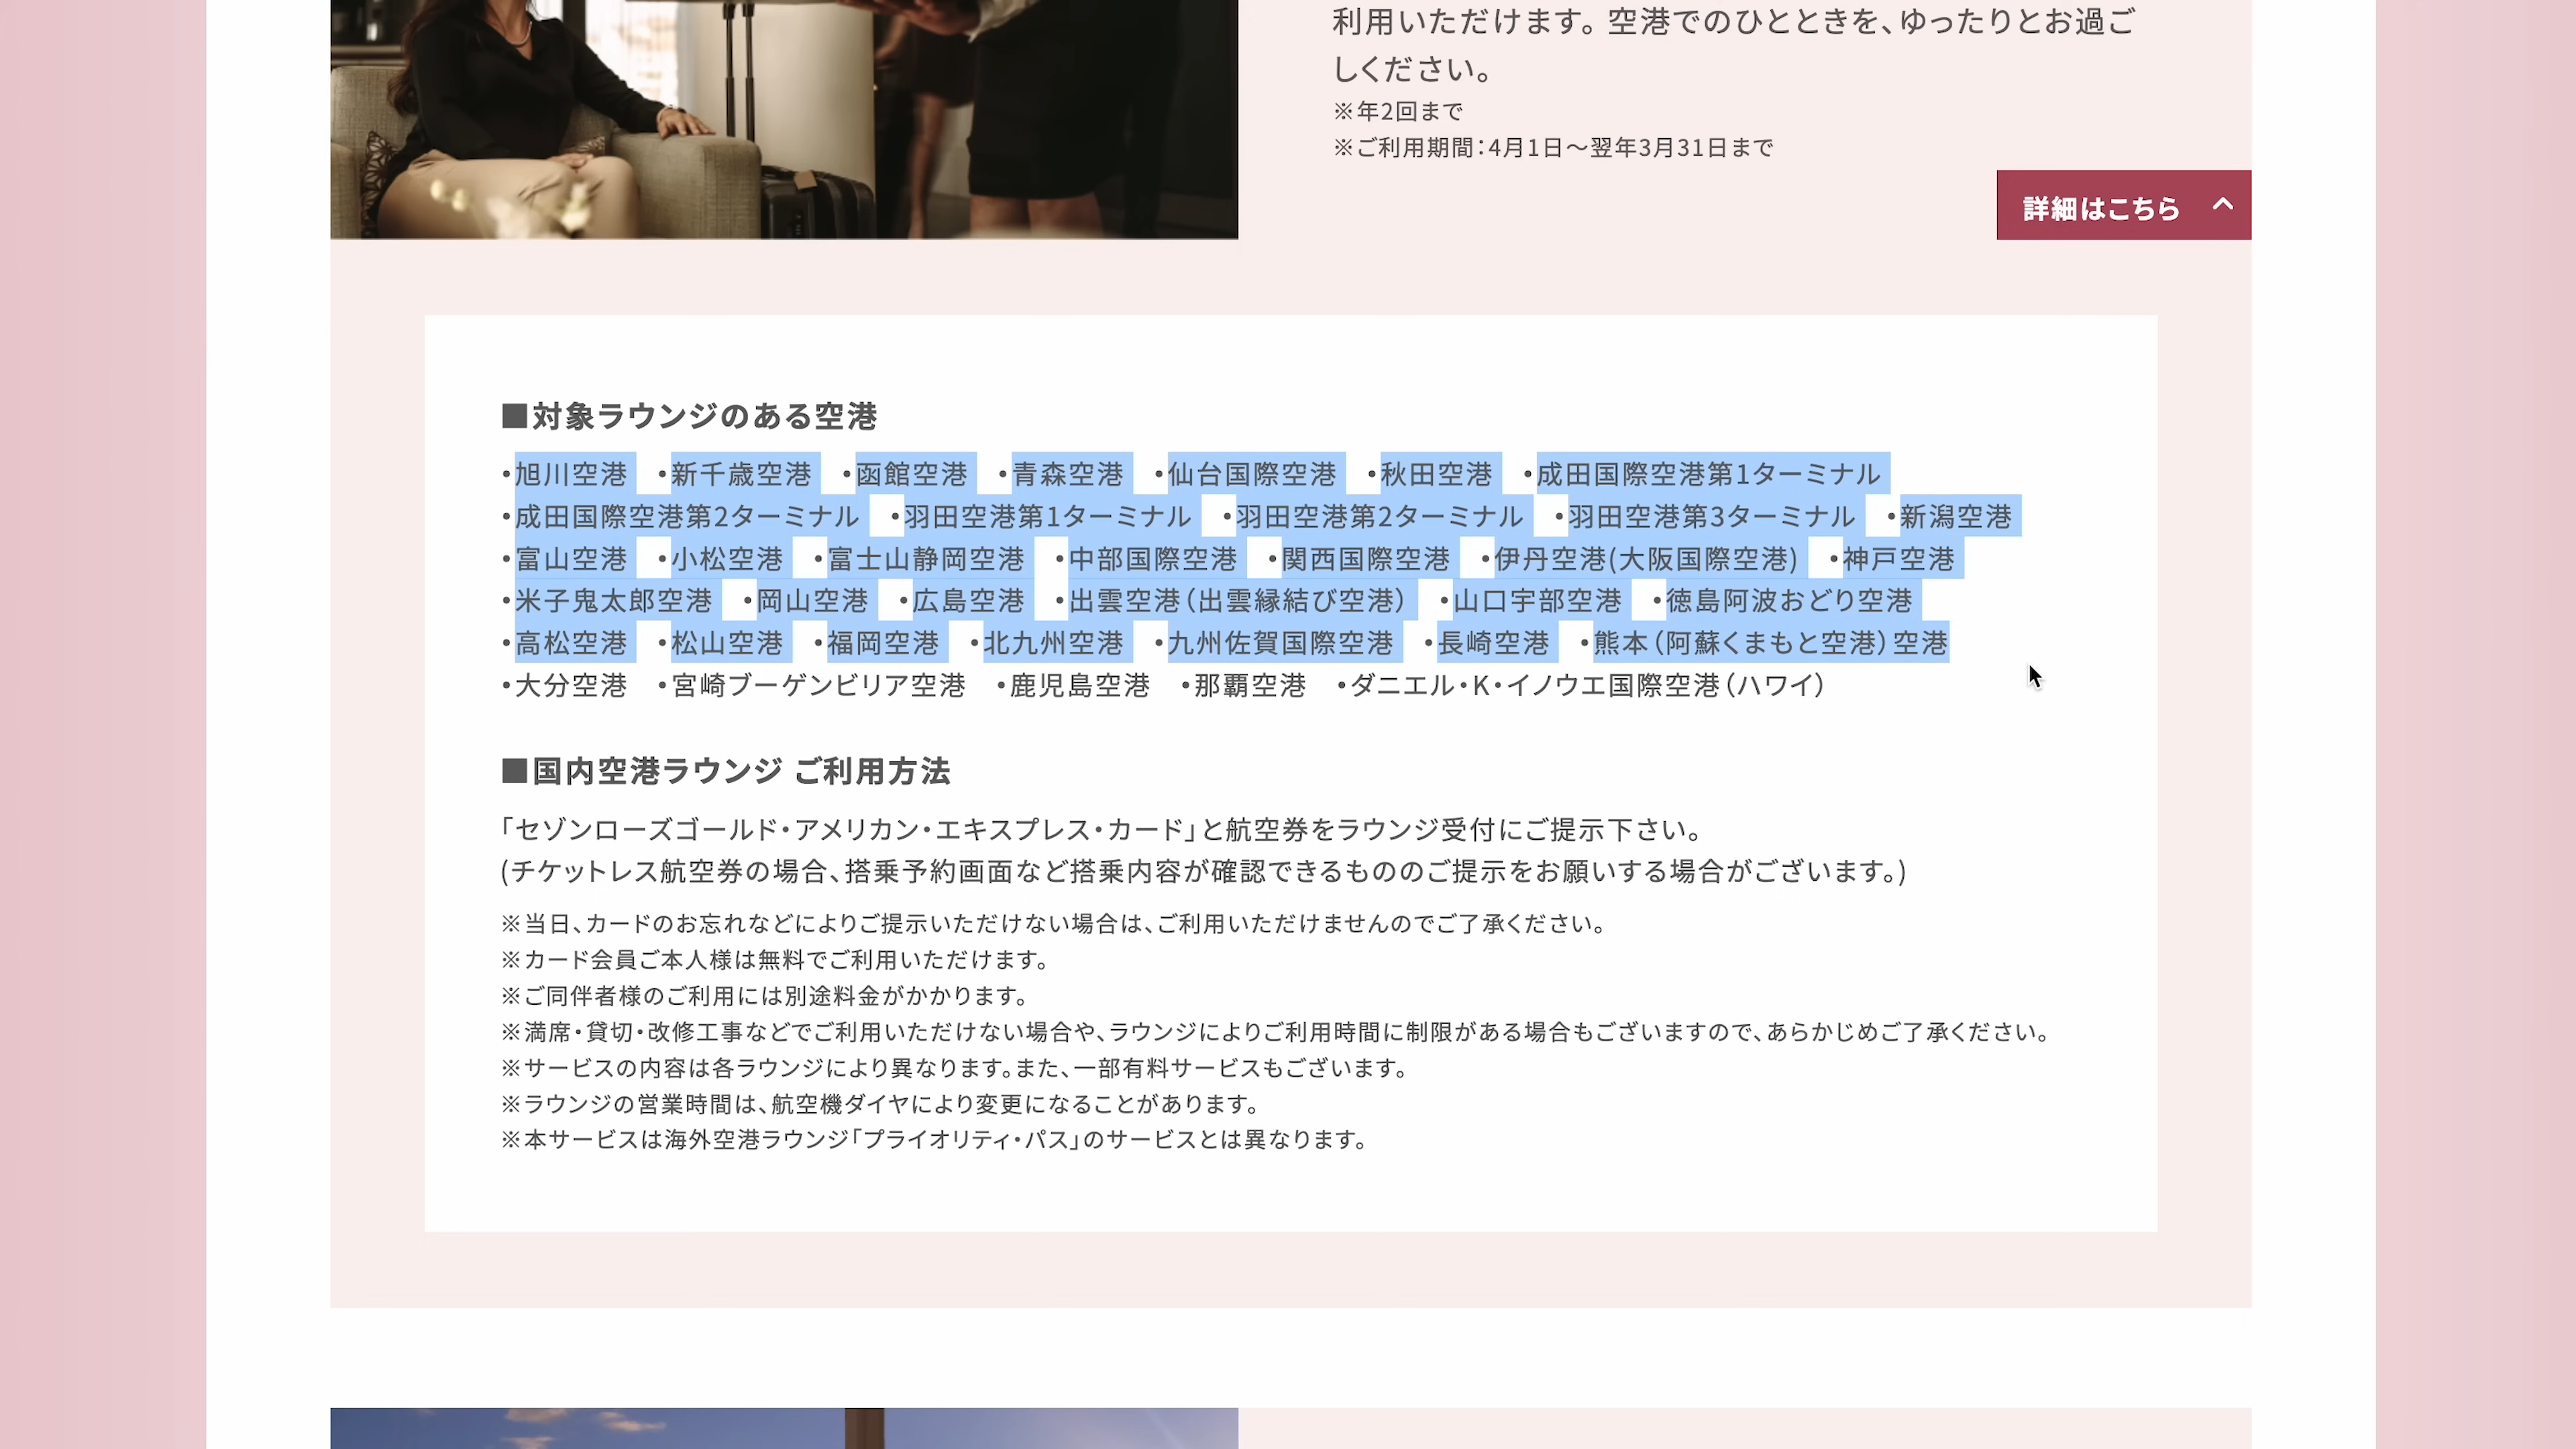 利用いただけます。空港でのひとときを、ゆったりとお過ご
しください。
※年2回まで
※ご利用期間：4月1日～翌年3月31日まで
詳細はこちら
■対象ラウンジのある空港
・旭川空港　・新千歳空港　・函館空港　・青森空港　・仙台国際空港　・秋田空港　・成田国際空港第1ターミナル
・成田国際空港第2ターミナル　・羽田空港第1ターミナル　・羽田空港第2ターミナル　・羽田空港第3ターミナル　・新潟空港
・富山空港　・小松空港　・富士山静岡空港　・中部国際空港　・関西国際空港　・伊丹空港(大阪国際空港)　・神戸空港
・米子鬼太郎空港　・岡山空港　・広島空港　・出雲空港（出雲縁結び空港）　・山口宇部空港　・徳島阿波おどり空港
・高松空港　・松山空港　・福岡空港　・北九州空港　・九州佐賀国際空港　・長崎空港　・熊本（阿蘇くまもと空港）空港
・大分空港　・宮崎ブーゲンビリア空港　・鹿児島空港　・那覇空港　・ダニエル・K・イノウエ国際空港（ハワイ）
■国内空港ラウンジ ご利用方法
「セゾンローズゴールド・アメリカン・エキスプレス・カード」と航空券をラウンジ受付にご提示下さい。
(チケットレス航空券の場合、搭乗予約画面など搭乗内容が確認できるもののご提示をお願いする場合がございます。)
※当日、カードのお忘れなどによりご提示いただけない場合は、ご利用いただけませんのでご了承ください。
※カード会員ご本人様は無料でご利用いただけます。
※ご同伴者様のご利用には別途料金がかかります。
※満席・貸切・改修工事などでご利用いただけない場合や、ラウンジによりご利用時間に制限がある場合もございますので、あらかじめご了承ください。
※サービスの内容は各ラウンジにより異なります。また、一部有料サービスもございます。
※ラウンジの営業時間は、航空機ダイヤにより変更になることがあります。
※本サービスは海外空港ラウンジ「プライオリティ・パス」のサービスとは異なります。